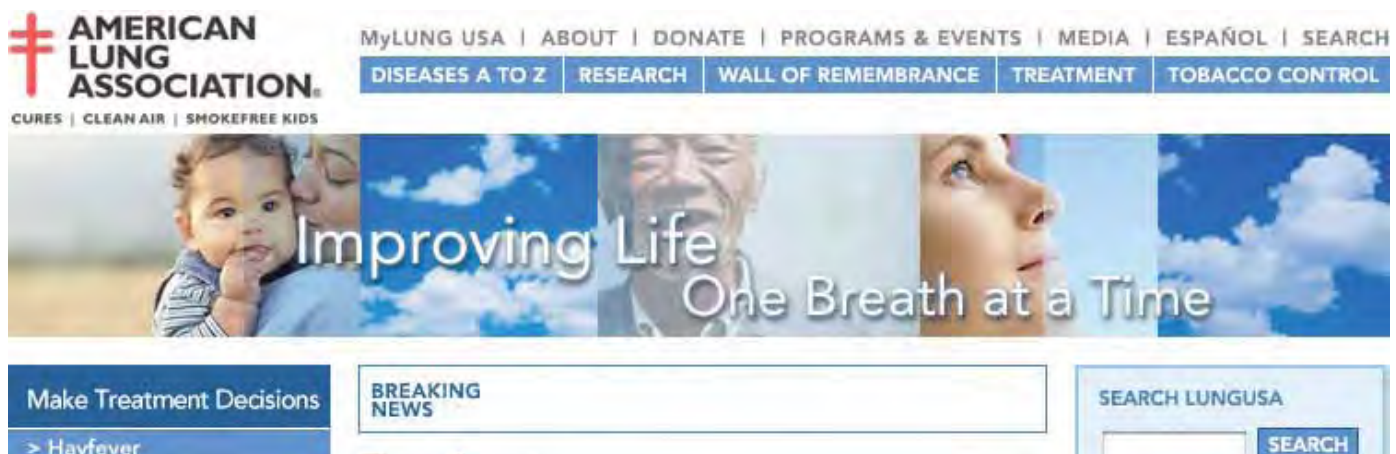 AMERICAN
LUNG
ASSOCIATION®
CURES | CLEAN AIR | SMOKEFREE KIDS
MyLUNG USA | ABOUT | DONATE | PROGRAMS & EVENTS | MEDIA | ESPAÑOL | SEARCH
DISEASES A TO Z | RESEARCH | WALL OF REMEMBRANCE | TREATMENT | TOBACCO CONTROL
Improving Life
One Breath at a Time
Make Treatment Decisions
> Hayfever
BREAKING
NEWS
SEARCH LUNGUSA
SEARCH